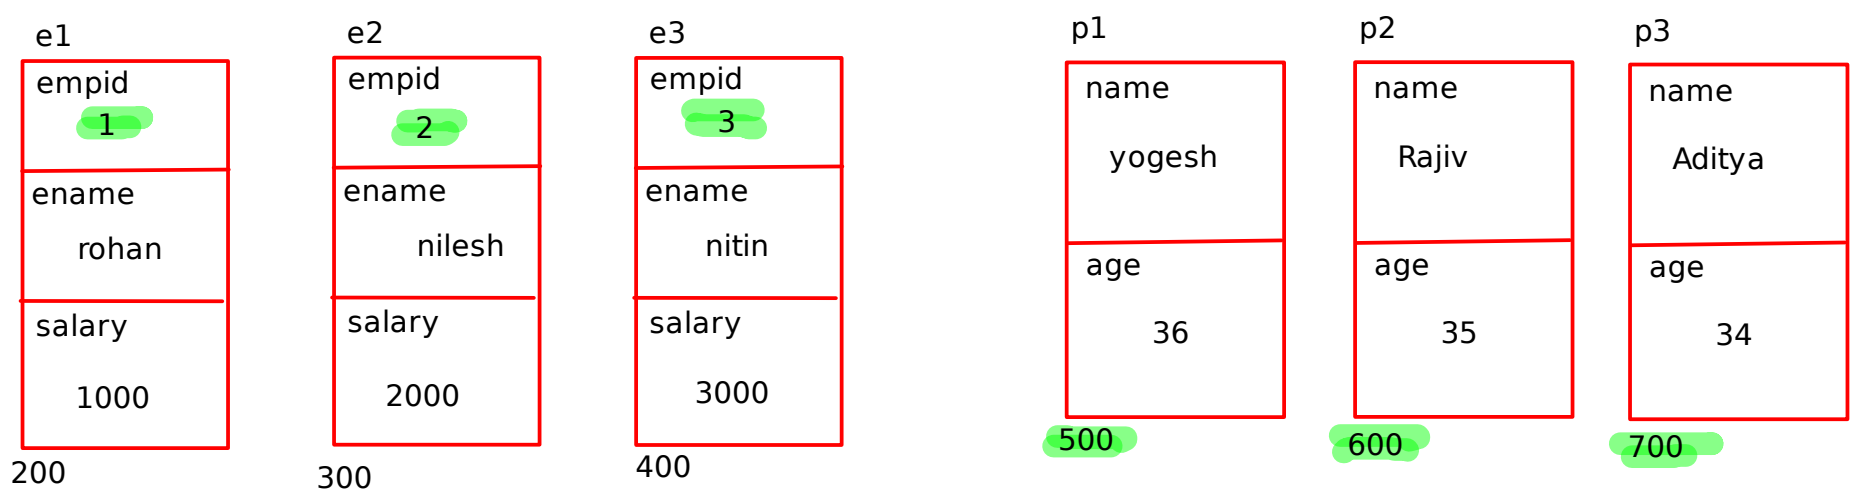 e1
empid
1
ename
rohan
salary
1000
200
e2
empid
2
ename
nilesh
salary
2000
300
e3
empid
3
ename
nitin
salary
3000
400
p1
name
yogesh
age
36
500
p2
name
Rajiv
age
35
600
p3
name
Aditya
age
34
700